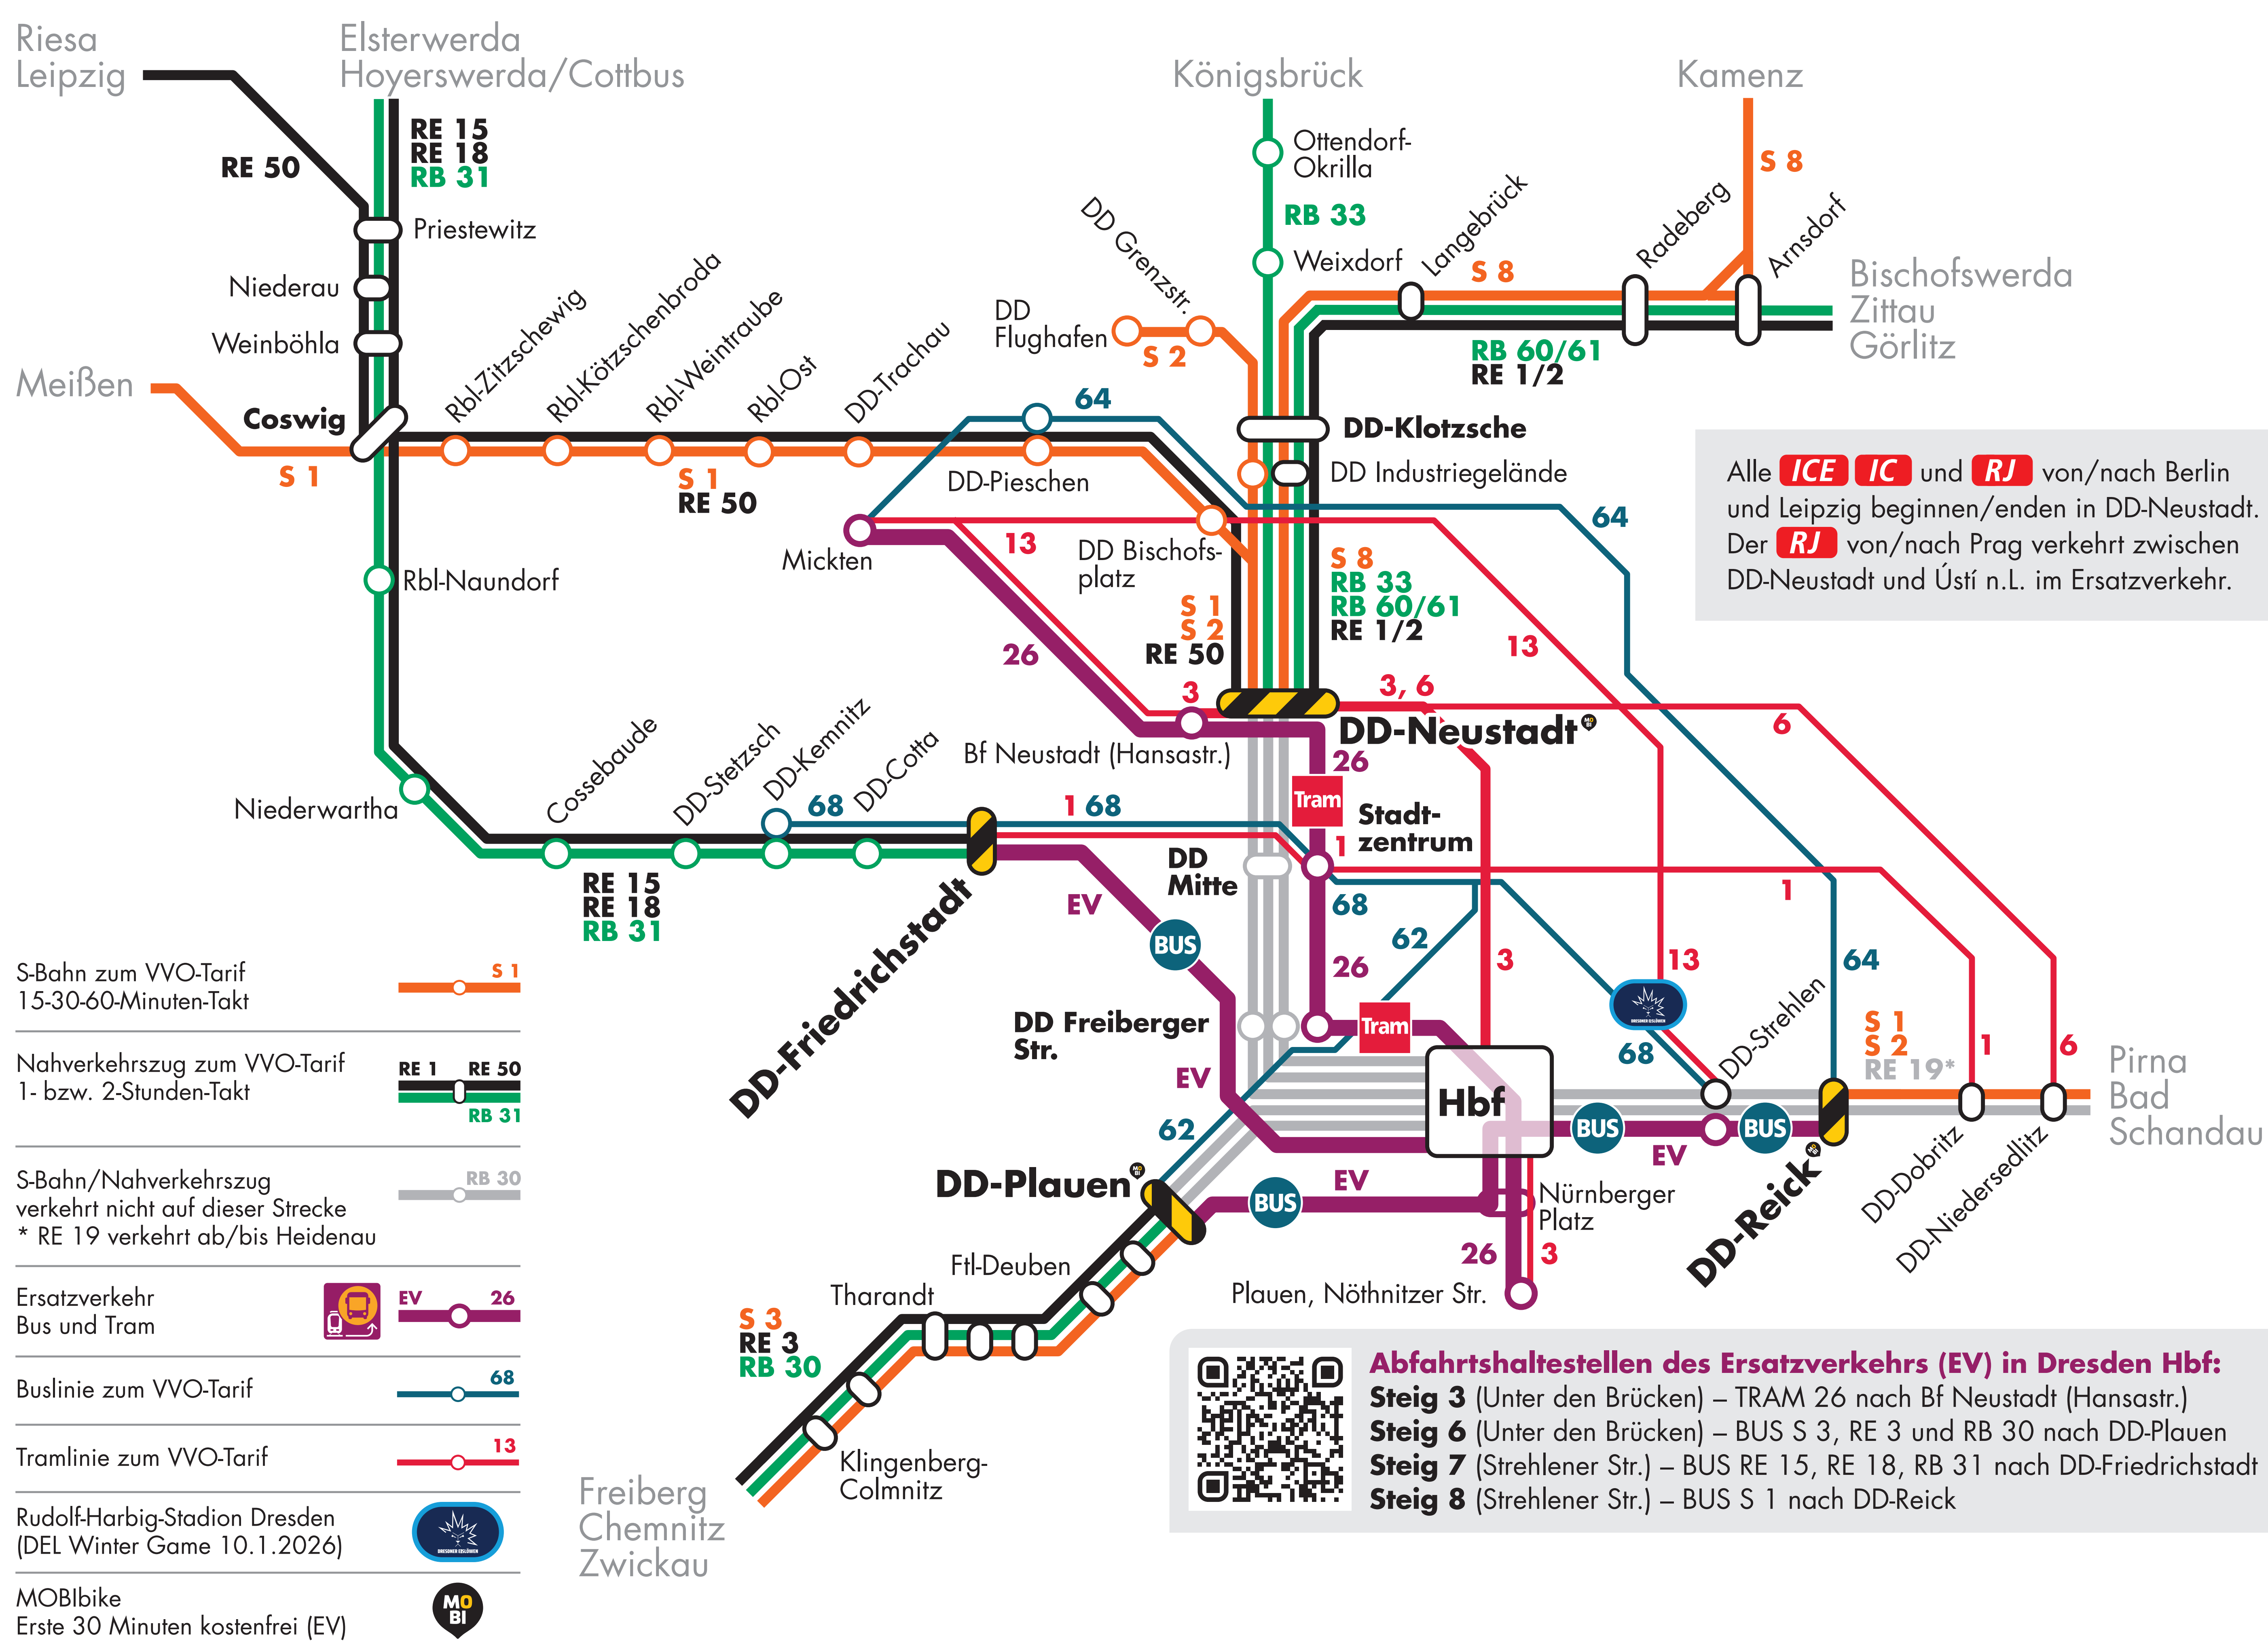 Riesa
Leipzig
Elsterwerda
Hoyerswerda/Cottbus
Königsbrück
Kamenz
RE 15
RE 18
RB 31
RE 50
Priestewitz
Niederau
Weinböhla
Meißen
Coswig
S 1
Rbl-Zitzschewig
Rbl-Kötzschenbroda
Rbl-Weintraube
Rbl-Ost
DD-Trachau
S 1
RE 50
DD-Pieschen
64
Ottendorf-
Okrilla
RB 33
Weixdorf
DD Grenzstr.
DD
Flughafen
S 2
Langebrück
S 8
Radeberg
Arnsdorf
S 8
RB 60/61
RE 1/2
Bischofswerda
Zittau
Görlitz
DD-Klotzsche
DD Industriegelände
64
Alle ICE IC und RJ von/nach Berlin
und Leipzig beginnen/enden in DD-Neustadt.
Der RJ von/nach Prag verkehrt zwischen
DD-Neustadt und Ústí n.L. im Ersatzverkehr.
Mickten
13
DD Bischofs-
platz
S 8
RB 33
RB 60/61
RE 1/2
S 1
S 2
RE 50
Rbl-Naundorf
26
13
3
3, 6
DD-Neustadt
MO
BI
6
Bf Neustadt (Hansastr.)
26
Tram
Stadt-
zentrum
1
Niederwartha
Cossebaude
DD-Stetzsch
DD-Kemnitz
68
DD-Cotta
1 68
RE 15
RE 18
RB 31
DD-Friedrichstadt
EV
BUS
DD
Mitte
68
62
1
26
3
13
64
DRESDNER EISLÖWEN
68
DD-Strehlen
S 1
S 2
RE 19*
1
6
Pirna
Bad
Schandau
DD Freiberger
Str.
Tram
EV
Hbf
BUS
BUS
EV
DD-Reick
MO
BI
DD-Dobritz
DD-Niedersedlitz
62
DD-Plauen
MO
BI
BUS
EV
Nürnberger
Platz
26
3
Plauen, Nöthnitzer Str.
Ftl-Deuben
Tharandt
S 3
RE 3
RB 30
Klingenberg-
Colmnitz
Freiberg
Chemnitz
Zwickau
S-Bahn zum VVO-Tarif
15-30-60-Minuten-Takt
S 1
Nahverkehrszug zum VVO-Tarif
1- bzw. 2-Stunden-Takt
RE 1 RE 50
RB 31
S-Bahn/Nahverkehrszug
verkehrt nicht auf dieser Strecke
* RE 19 verkehrt ab/bis Heidenau
RB 30
Ersatzverkehr
Bus und Tram
EV 26
Buslinie zum VVO-Tarif
68
Tramlinie zum VVO-Tarif
13
Rudolf-Harbig-Stadion Dresden
(DEL Winter Game 10.1.2026)
DRESDNER EISLÖWEN
MOBIbike
Erste 30 Minuten kostenfrei (EV)
MO
BI
Abfahrtshaltestellen des Ersatzverkehrs (EV) in Dresden Hbf:
Steig 3 (Unter den Brücken) – TRAM 26 nach Bf Neustadt (Hansastr.)
Steig 6 (Unter den Brücken) – BUS S 3, RE 3 und RB 30 nach DD-Plauen
Steig 7 (Strehlener Str.) – BUS RE 15, RE 18, RB 31 nach DD-Friedrichstadt
Steig 8 (Strehlener Str.) – BUS S 1 nach DD-Reick